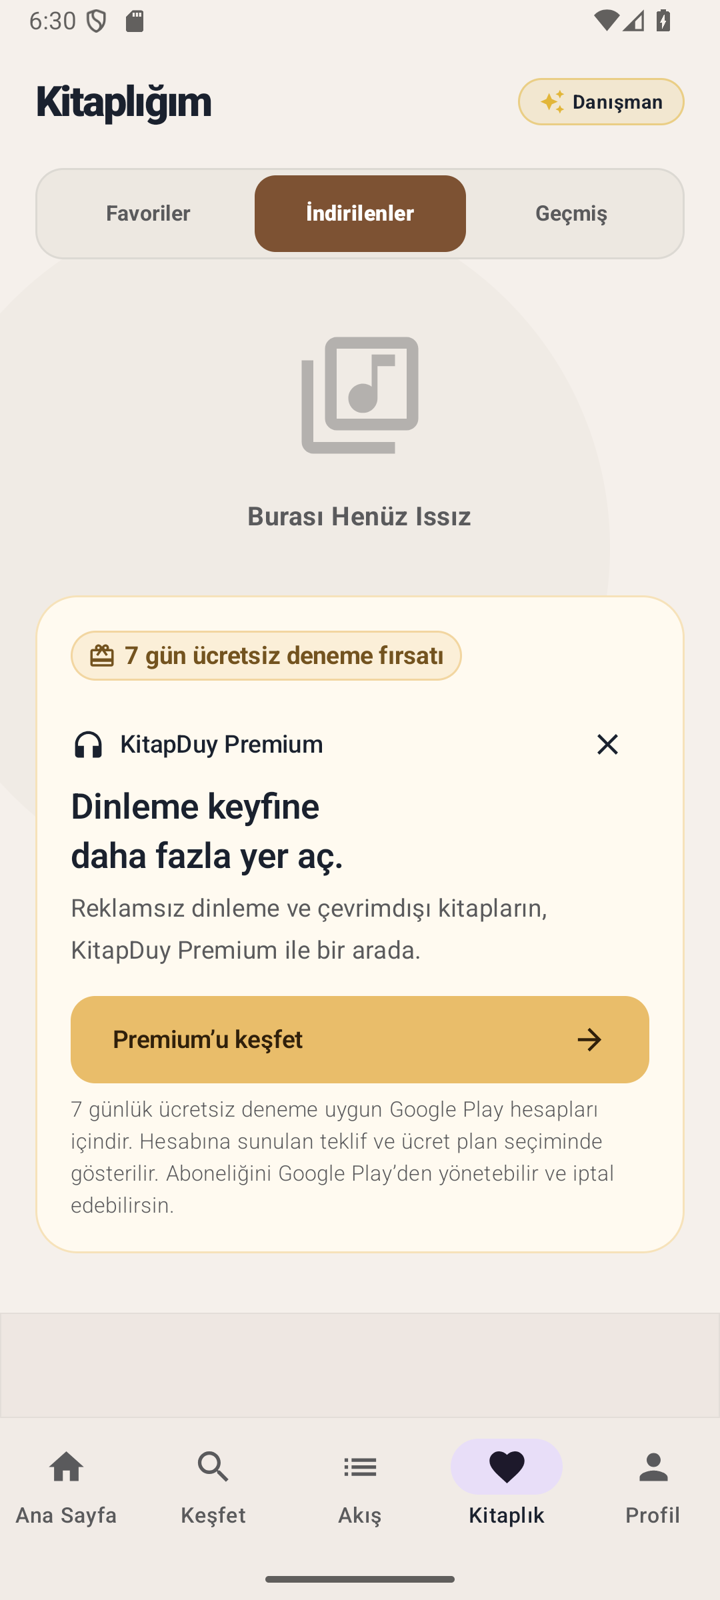 6:30
Kitaplığım
Danışman
Favoriler
İndirilenler
Geçmiş
Burası Henüz Issız
7 gün ücretsiz deneme fırsatı
KitapDuy Premium
Dinleme keyfine
daha fazla yer aç.
Reklamsız dinleme ve çevrimdışı kitapların,
KitapDuy Premium ile bir arada.
Premium’u keşfet
7 günlük ücretsiz deneme uygun Google Play hesapları
içindir. Hesabına sunulan teklif ve ücret plan seçiminde
gösterilir. Aboneliğini Google Play’den yönetebilir ve iptal
edebilirsin.
Ana Sayfa
Keşfet
Akış
Kitaplık
Profil